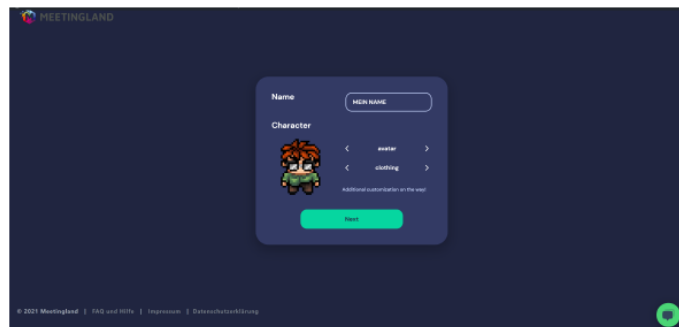 MEETINGLAND
Name
MEIN NAME
Character
< avatar >
< clothing >
Additional customization on the way!
Next
© 2021 Meetingland | FAQ und Hilfe | Impressum | Datenschutzerklärung